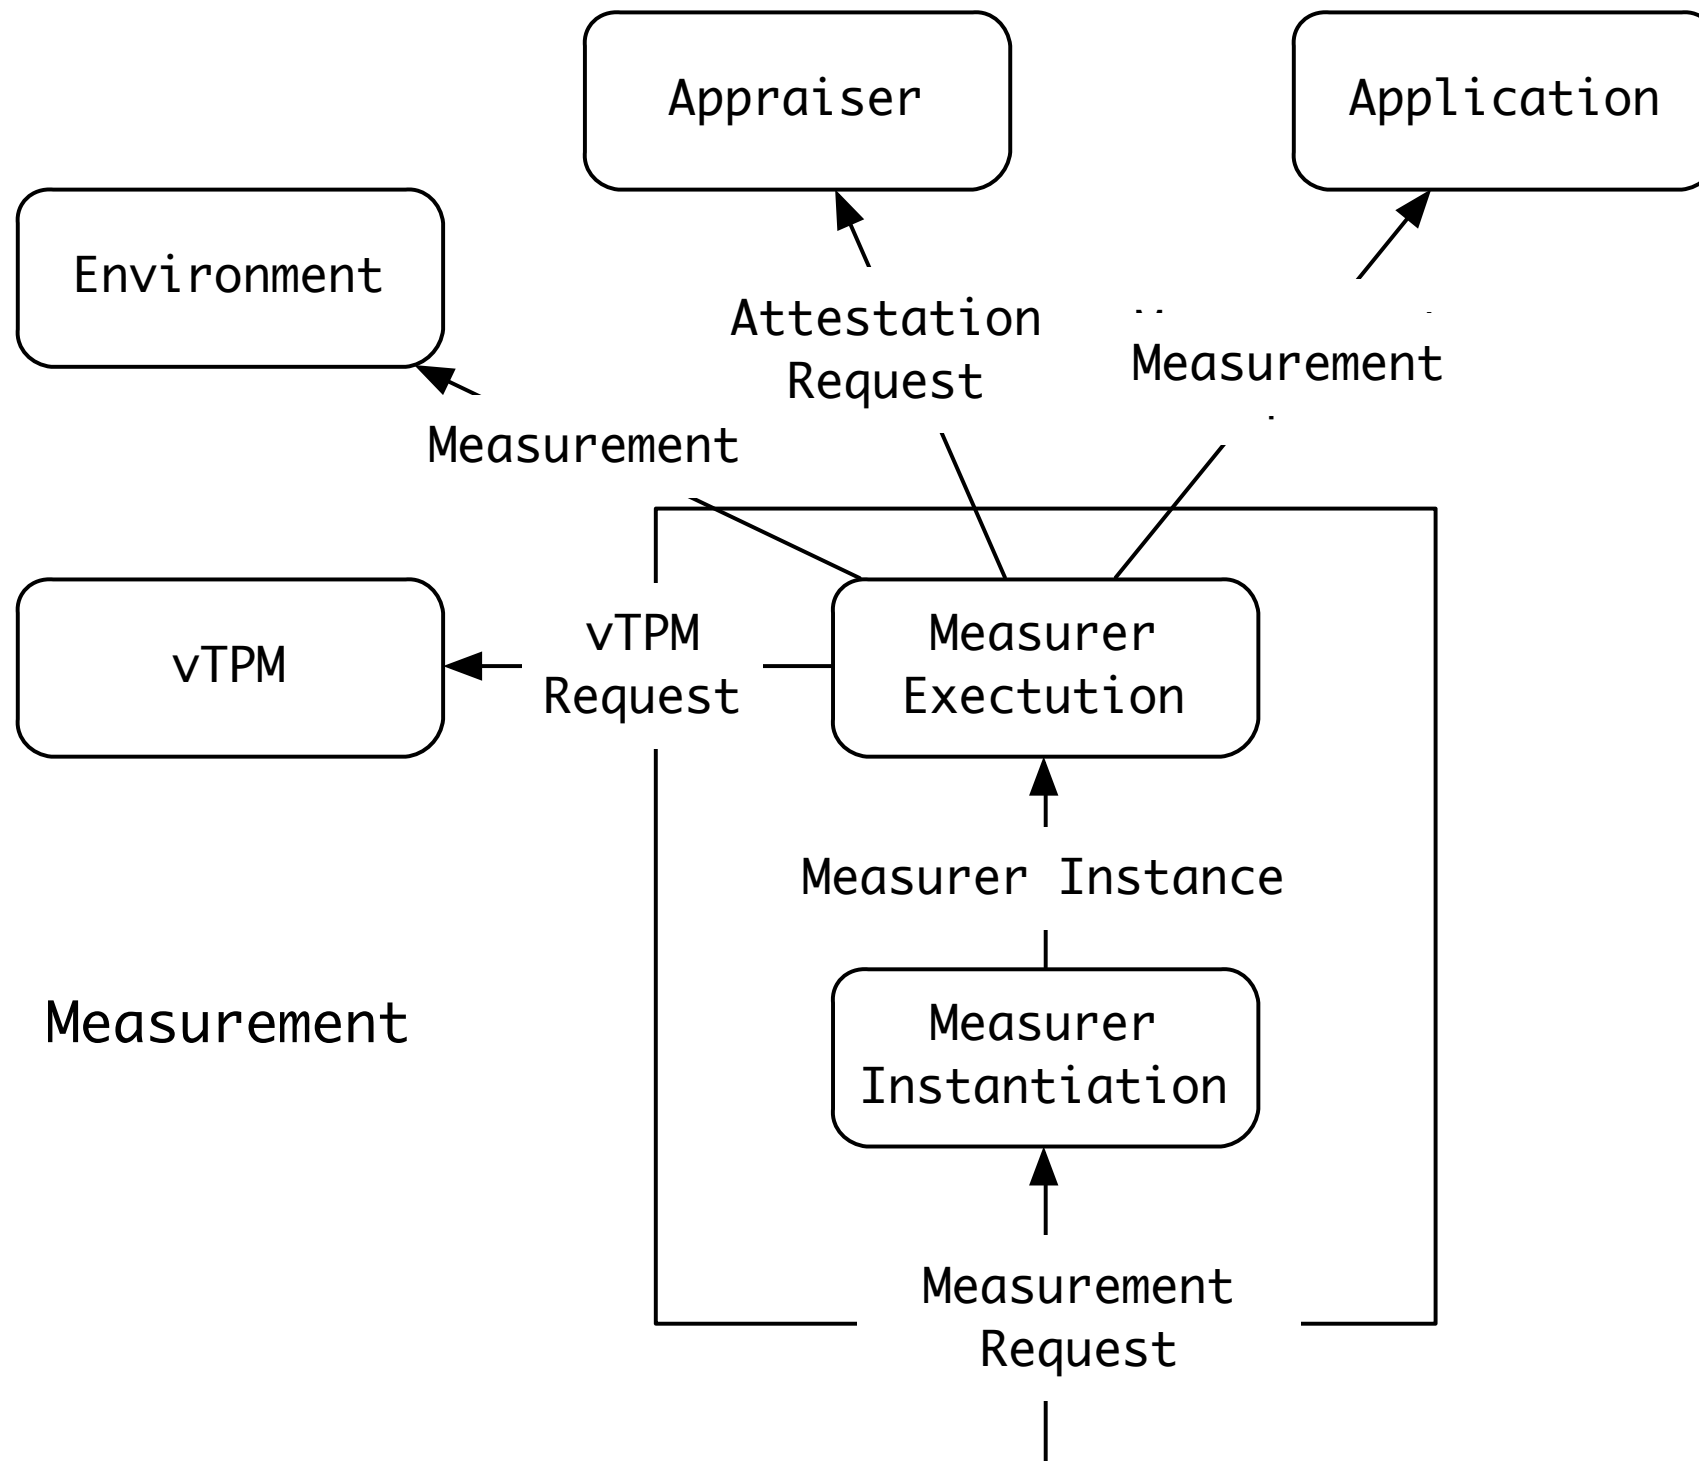 Appraiser
Application
Environment
Attestation
Request
Measurement
Measurement
vTPM
vTPM
Request
Measurer
Exectution
Measurer Instance
Measurement
Measurer
Instantiation
Measurement
Request